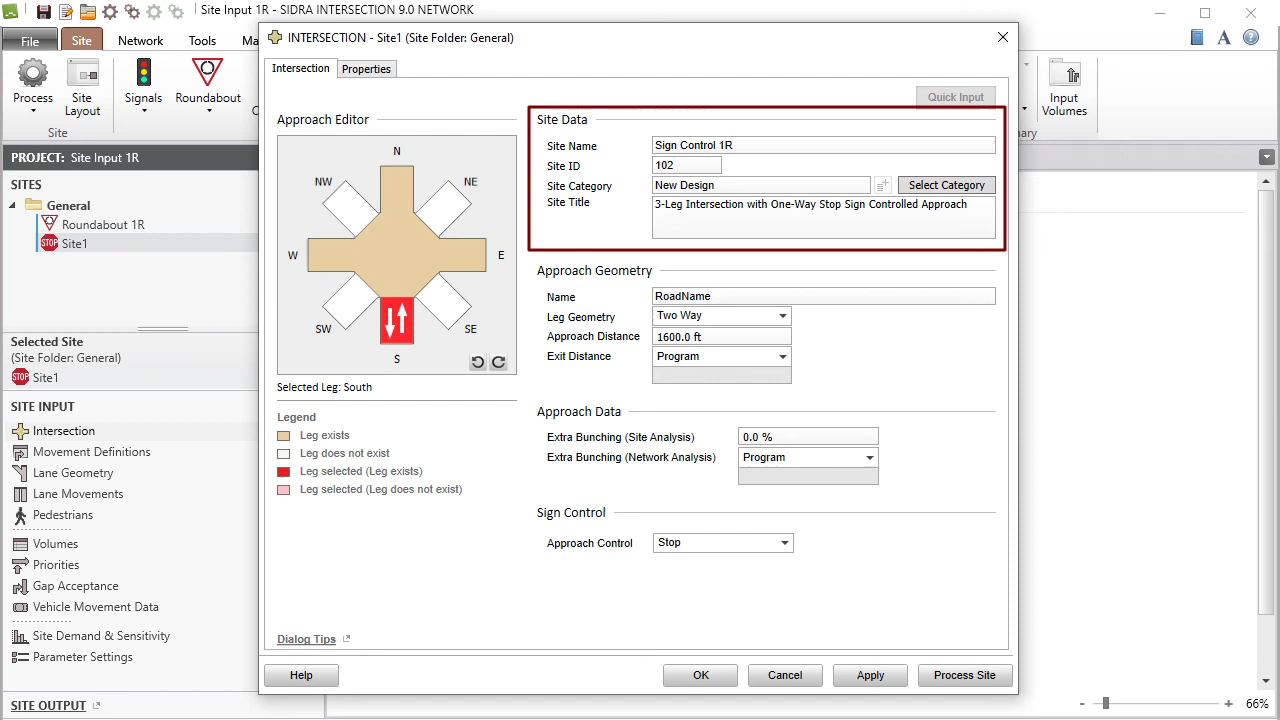 Site Input 1R - SIDRA INTERSECTION 9.0 NETWORK
File
Site
Network
Tools
Ma
Process
Site Layout
Signals
Roundabout
C
Input Volumes
Site
ary
PROJECT: Site Input 1R
SITES
General
Roundabout 1R
STOP Site1
Selected Site
(Site Folder: General)
STOP Site1
SITE INPUT
Intersection
Movement Definitions
Lane Geometry
Lane Movements
Pedestrians
Volumes
Priorities
Gap Acceptance
Vehicle Movement Data
Site Demand & Sensitivity
Parameter Settings
SITE OUTPUT
INTERSECTION - Site1 (Site Folder: General)
Intersection
Properties
Quick Input
Approach Editor
N
NW
NE
W
E
SW
SE
S
Selected Leg: South
Legend
Leg exists
Leg does not exist
Leg selected (Leg exists)
Leg selected (Leg does not exist)
Dialog Tips
Site Data
Site Name Sign Control 1R
Site ID 102
Site Category New Design Select Category
Site Title 3-Leg Intersection with One-Way Stop Sign Controlled Approach
Approach Geometry
Name RoadName
Leg Geometry Two Way
Approach Distance 1600.0 ft
Exit Distance Program
Approach Data
Extra Bunching (Site Analysis) 0.0 %
Extra Bunching (Network Analysis) Program
Sign Control
Approach Control Stop
Help
OK
Cancel
Apply
Process Site
66%